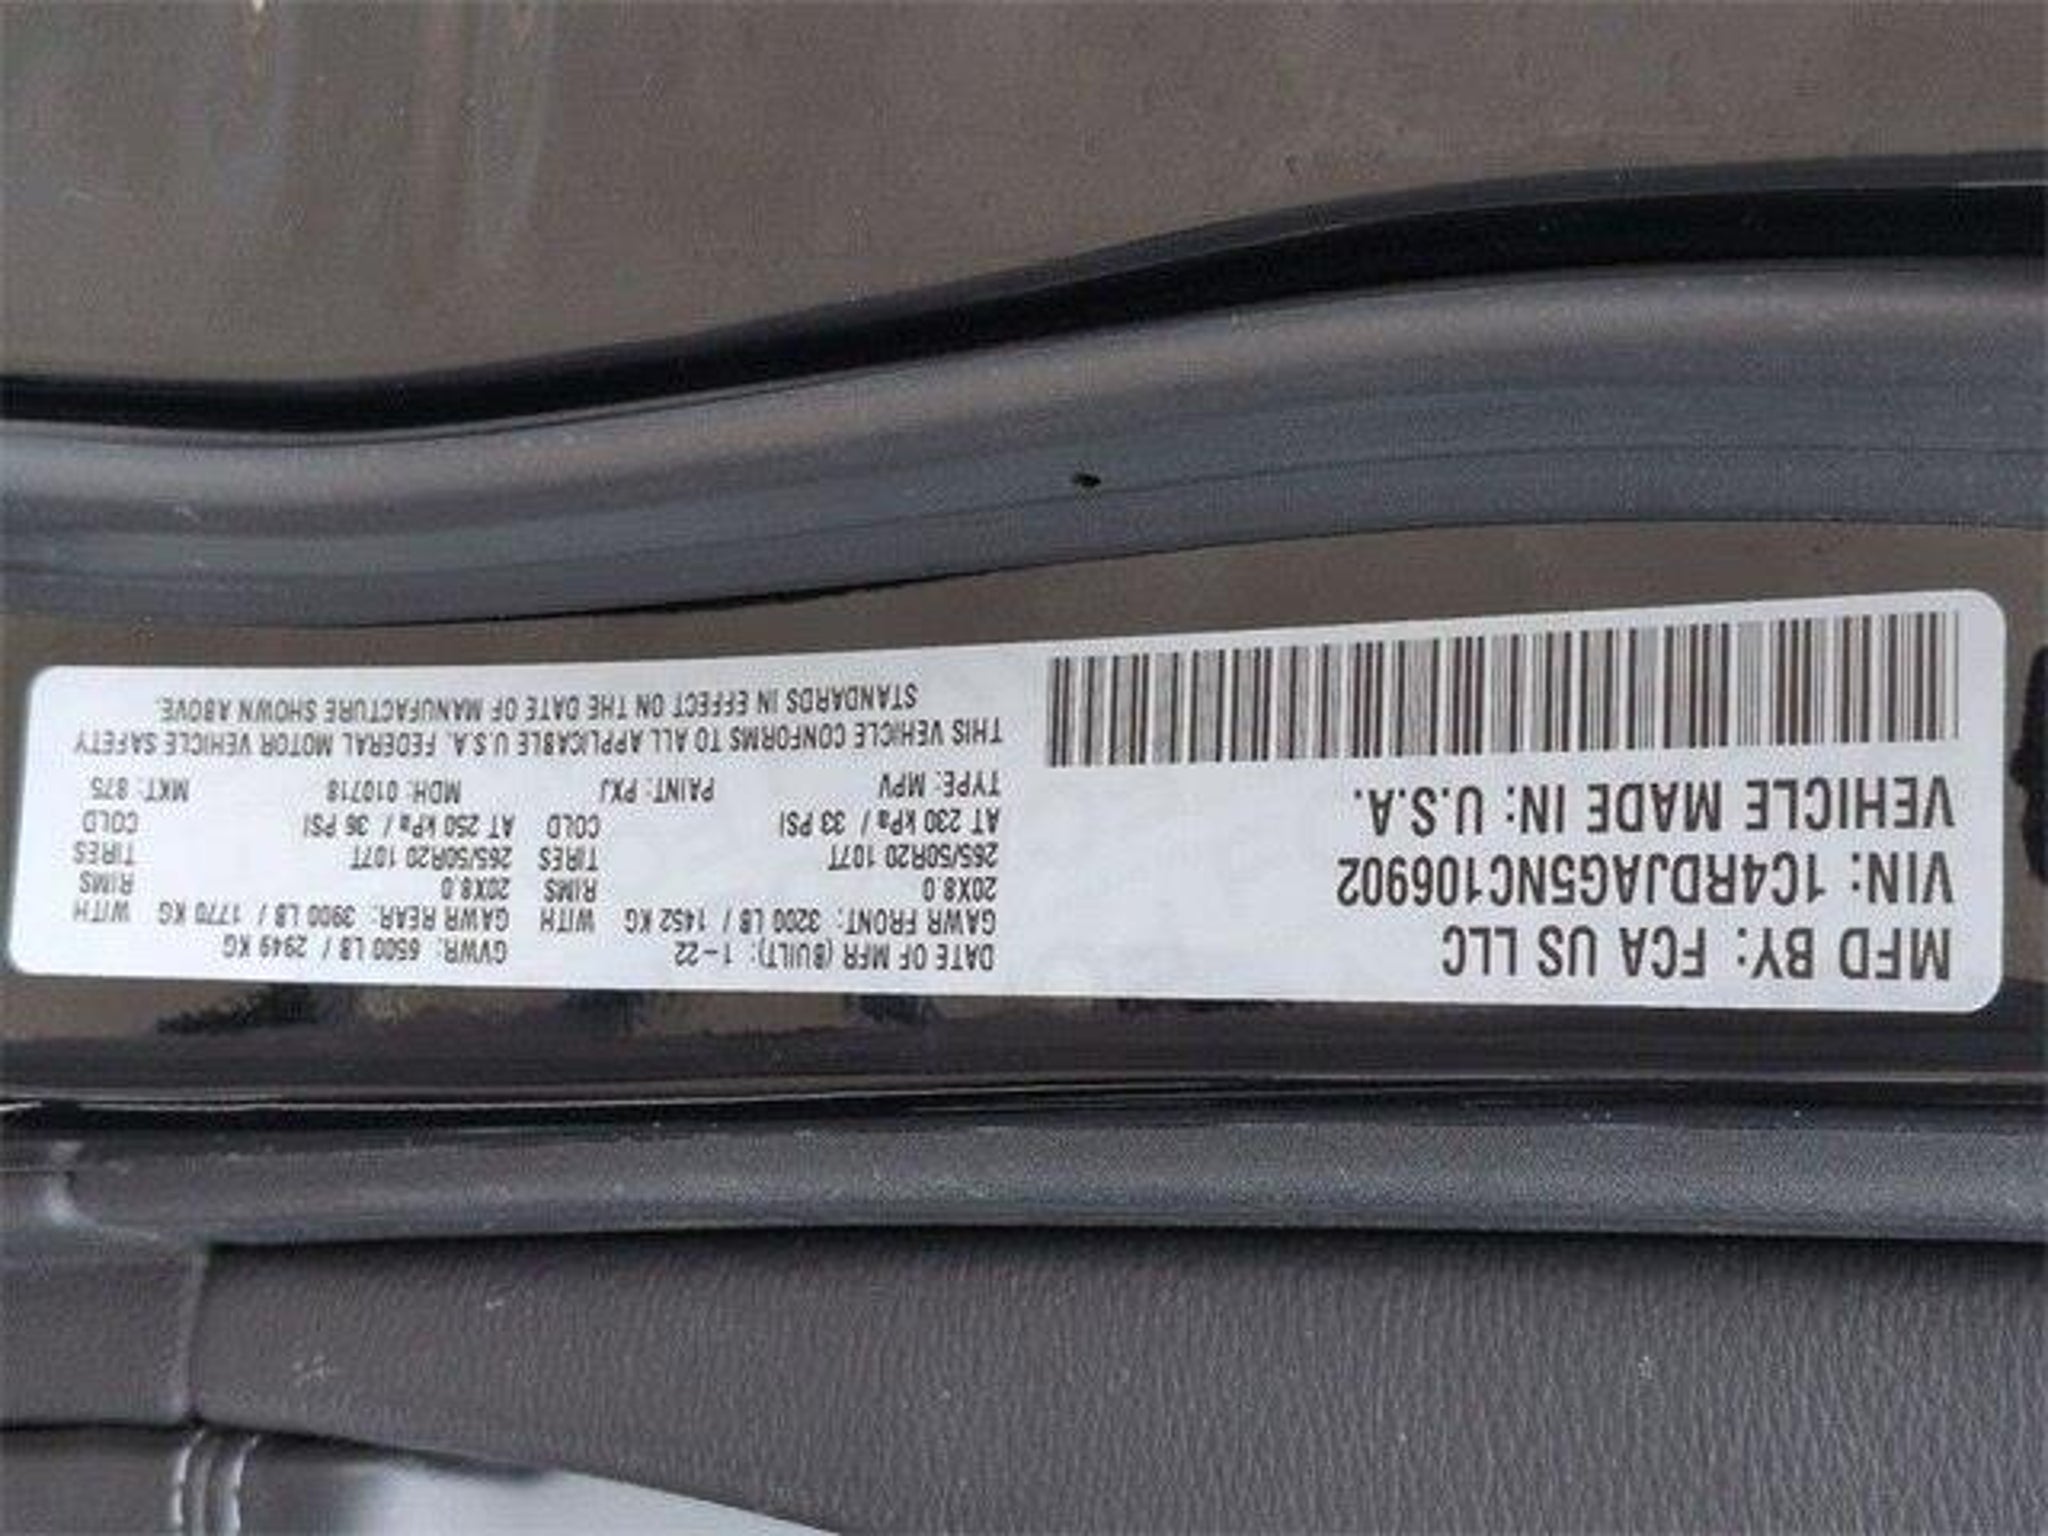 MFD BY: FCA US LLC
VIN: 1C4RDJAG5NC106902
VEHICLE MADE IN: U.S.A.
DATE OF MFR (BUILT): 1-22 GVWR: 6500 LB / 2949 KG
GAWR FRONT: 3200 LB / 1452 KG WITH GAWR REAR: 3900 LB / 1770 KG WITH
20X8.0 RIMS 20X8.0 RIMS
265/50R20 107T TIRES 265/50R20 107T TIRES
AT 230 kPa / 33 PSI COLD AT 250 kPa / 36 PSI COLD
TYPE: MPV PAINT: PXJ MDH: 010718 MKT: 875
THIS VEHICLE CONFORMS TO ALL APPLICABLE U.S.A. FEDERAL MOTOR VEHICLE SAFETY
STANDARDS IN EFFECT ON THE DATE OF MANUFACTURE SHOWN ABOVE.